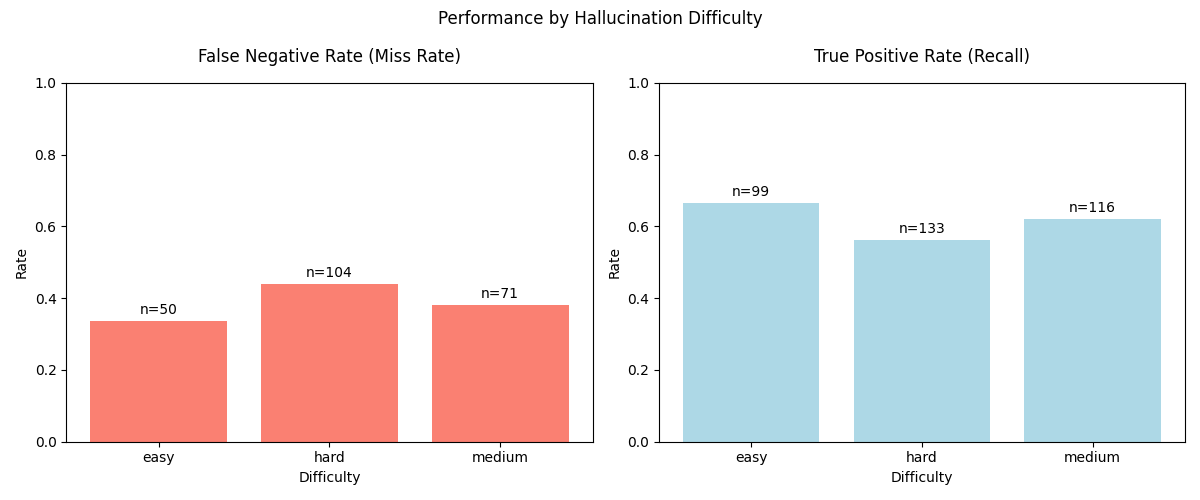 Performance by Hallucination Difficulty
False Negative Rate (Miss Rate)
1.0
0.8
0.6
0.4
0.2
0.0
Rate
n=50
n=104
n=71
easy
hard
medium
Difficulty
True Positive Rate (Recall)
1.0
0.8
0.6
0.4
0.2
0.0
Rate
n=99
n=133
n=116
easy
hard
medium
Difficulty